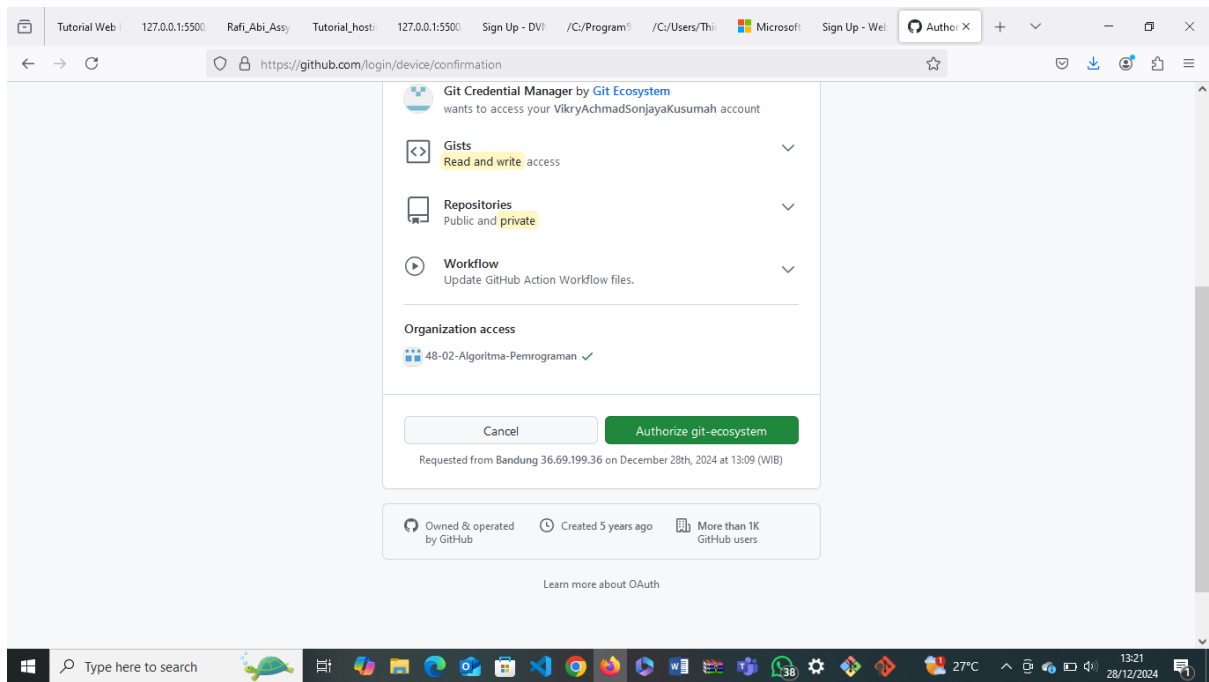 Tutorial Web
127.0.0.1:5500
Rafi_Abi_Assy
Tutorial_hosti
127.0.0.1:5500
Sign Up - DVN
/C:/Program%
/C:/Users/Thi
Microsoft
Sign Up - Web
Author
https://github.com/login/device/confirmation
Git Credential Manager by Git Ecosystem
wants to access your VikryAchmadSonjayaKusumah account
Gists
Read and write access
Repositories
Public and private
Workflow
Update GitHub Action Workflow files.
Organization access
48-02-Algoritma-Pemrograman
Cancel
Authorize git-ecosystem
Requested from Bandung 36.69.199.36 on December 28th, 2024 at 13:09 (WIB)
Owned & operated
by GitHub
Created 5 years ago
More than 1K
GitHub users
Learn more about OAuth
Type here to search
38
27°C
13:21
28/12/2024
1